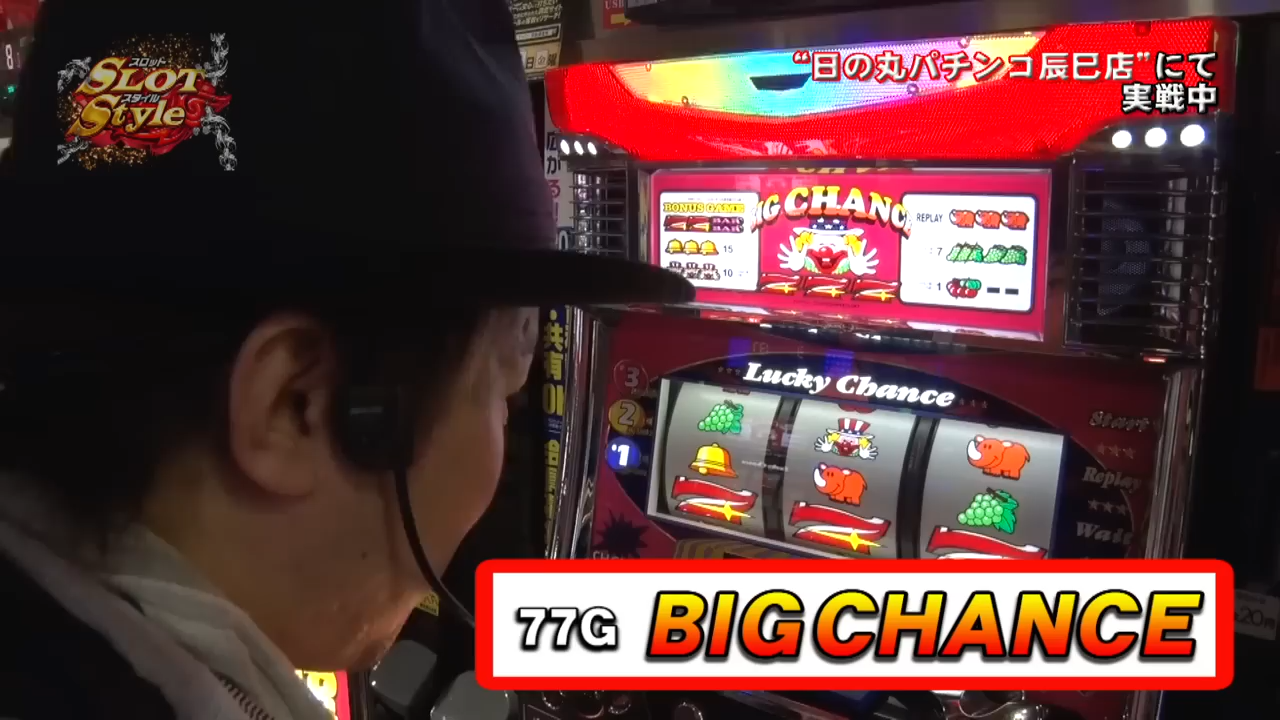 スロット
SLOT
スタイル
Style
“日の丸パチンコ辰巳店”にて
実戦中
BONUS GAME
BAR
BAR
15
10
BIG CHANCE
REPLAY
7
1
Lucky Chance
3
2
1
Start
Replay
Wait
77G BIG CHANCE